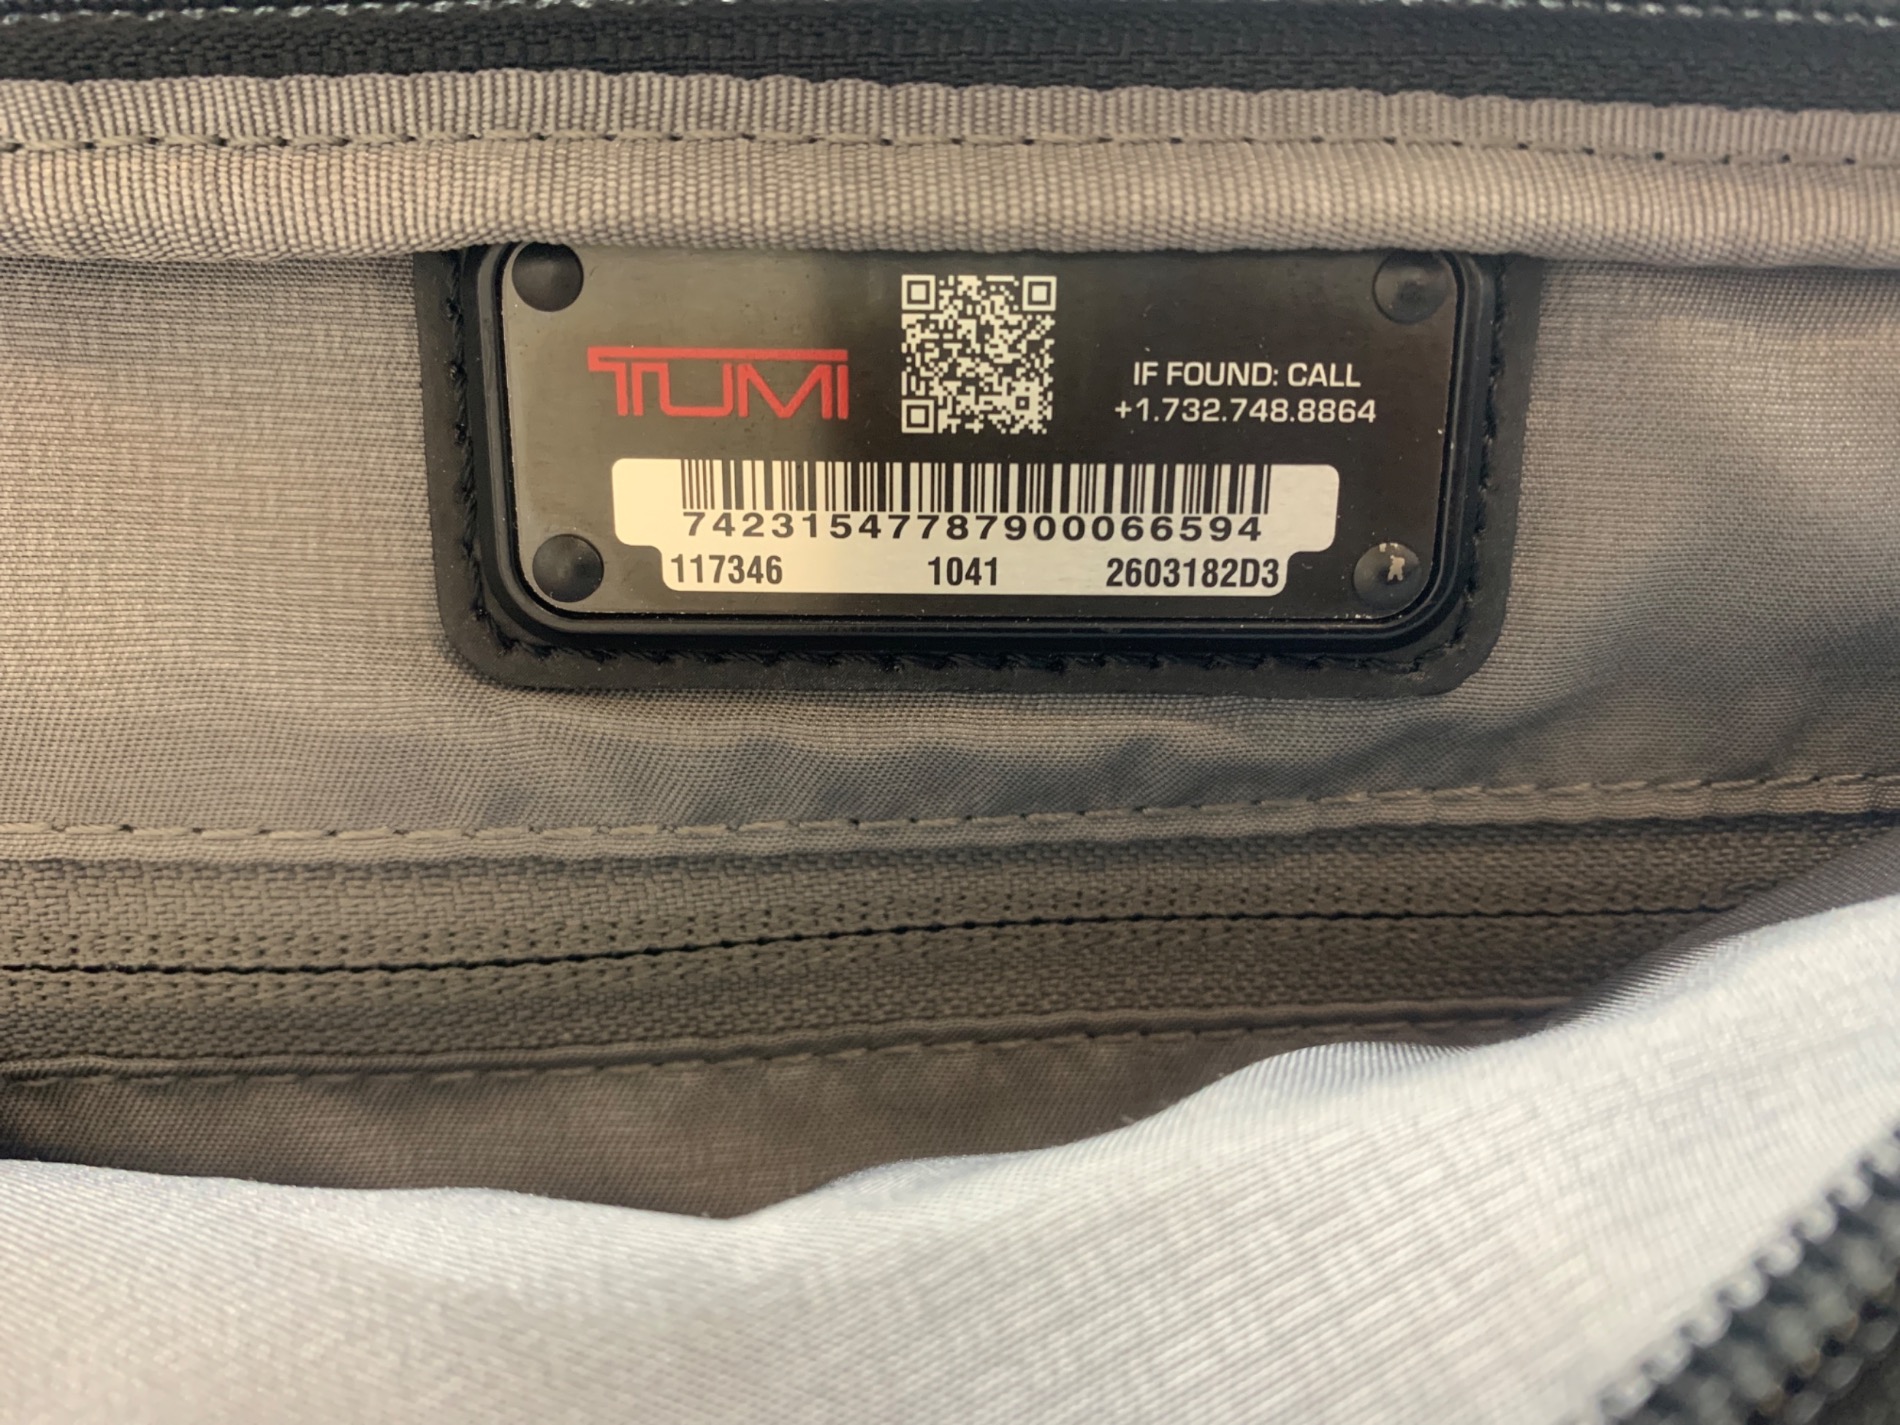 TUMI
IF FOUND: CALL
+1.732.748.8864
74231547787900066594
117346 1041 2603182D3